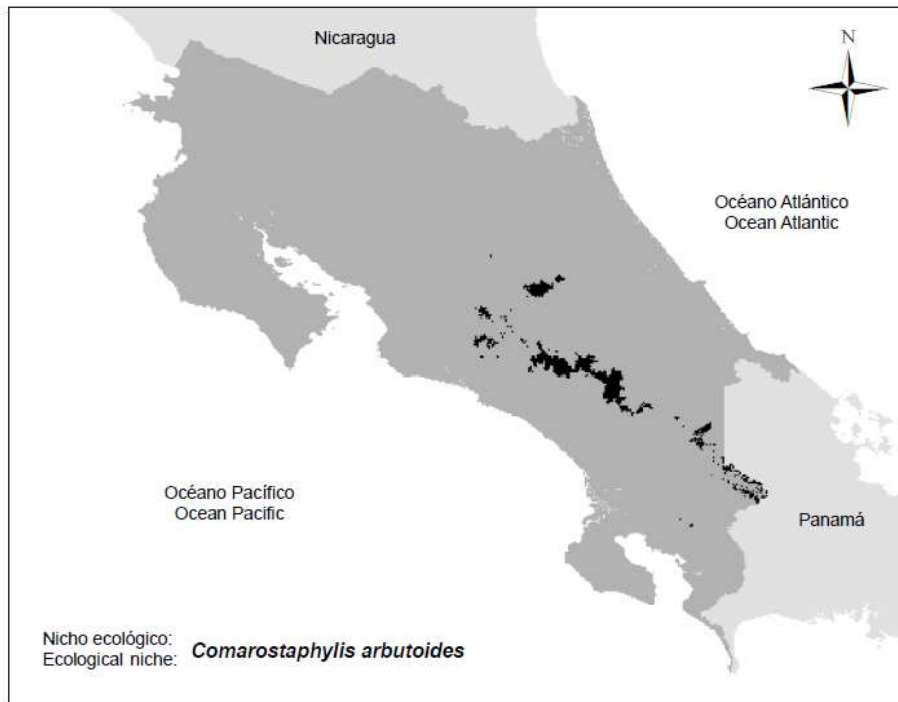 Nicaragua
N
Océano Atlántico
Ocean Atlantic
Océano Pacífico
Ocean Pacific
Panamá
Nicho ecológico:
Ecological niche: Comarostaphylis arbutoides